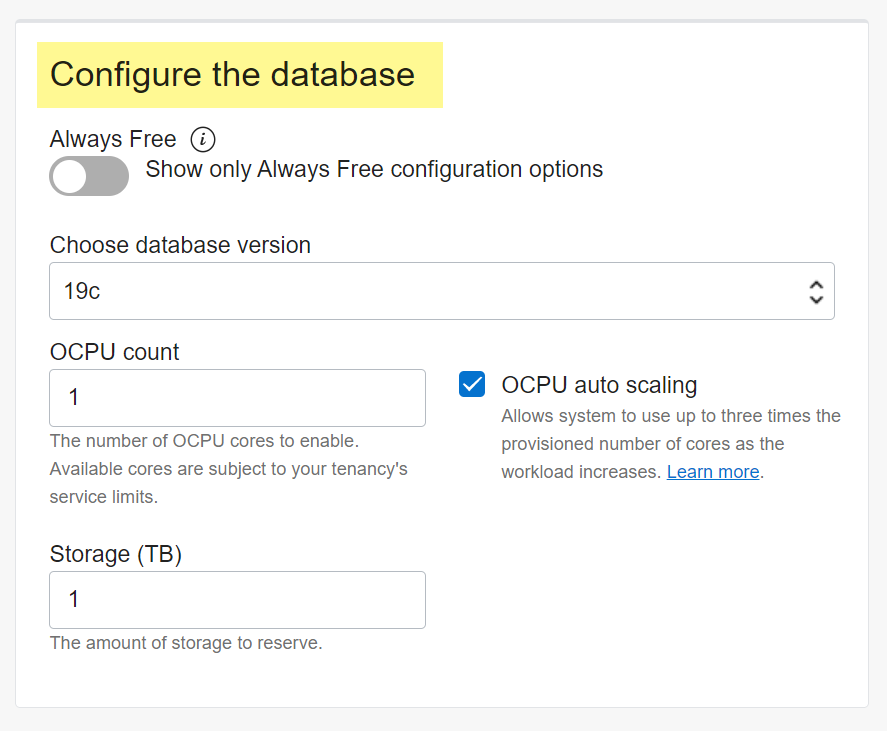 Configure the database
Always Free
Show only Always Free configuration options
Choose database version
19c
OCPU count
1
The number of OCPU cores to enable.
Available cores are subject to your tenancy's
service limits.
OCPU auto scaling
Allows system to use up to three times the
provisioned number of cores as the
workload increases. Learn more.
Storage (TB)
1
The amount of storage to reserve.